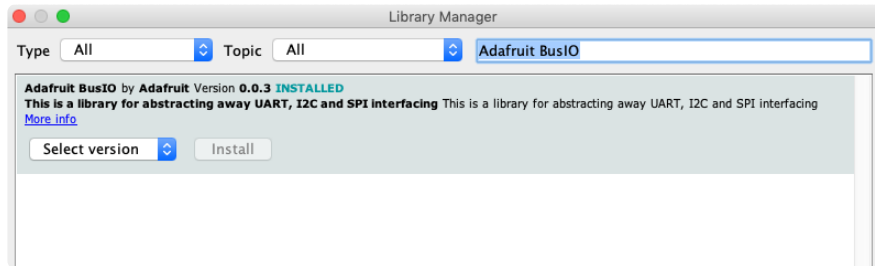 Library Manager
Type All Topic All Adafruit BusIO
Adafruit BusIO by Adafruit Version 0.0.3 INSTALLED
This is a library for abstracting away UART, I2C and SPI interfacing This is a library for abstracting away UART, I2C and SPI interfacing
More info
Select version Install